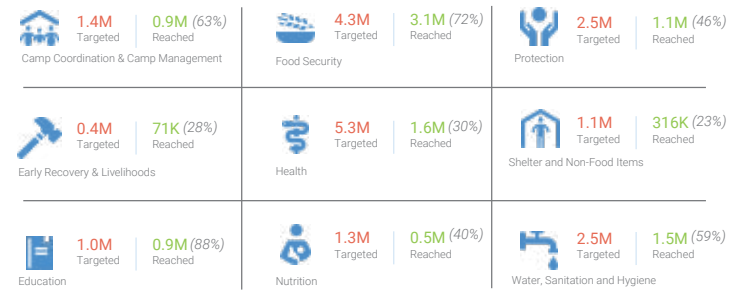 1.4M 0.9M (63%)
Targeted Reached
Camp Coordination & Camp Management
4.3M 3.1M (72%)
Targeted Reached
Food Security
2.5M 1.1M (46%)
Targeted Reached
Protection
0.4M 71K (28%)
Targeted Reached
Early Recovery & Livelihoods
5.3M 1.6M (30%)
Targeted Reached
Health
1.1M 316K (23%)
Targeted Reached
Shelter and Non-Food Items
1.0M 0.9M (88%)
Targeted Reached
Education
1.3M 0.5M (40%)
Targeted Reached
Nutrition
2.5M 1.5M (59%)
Targeted Reached
Water, Sanitation and Hygiene